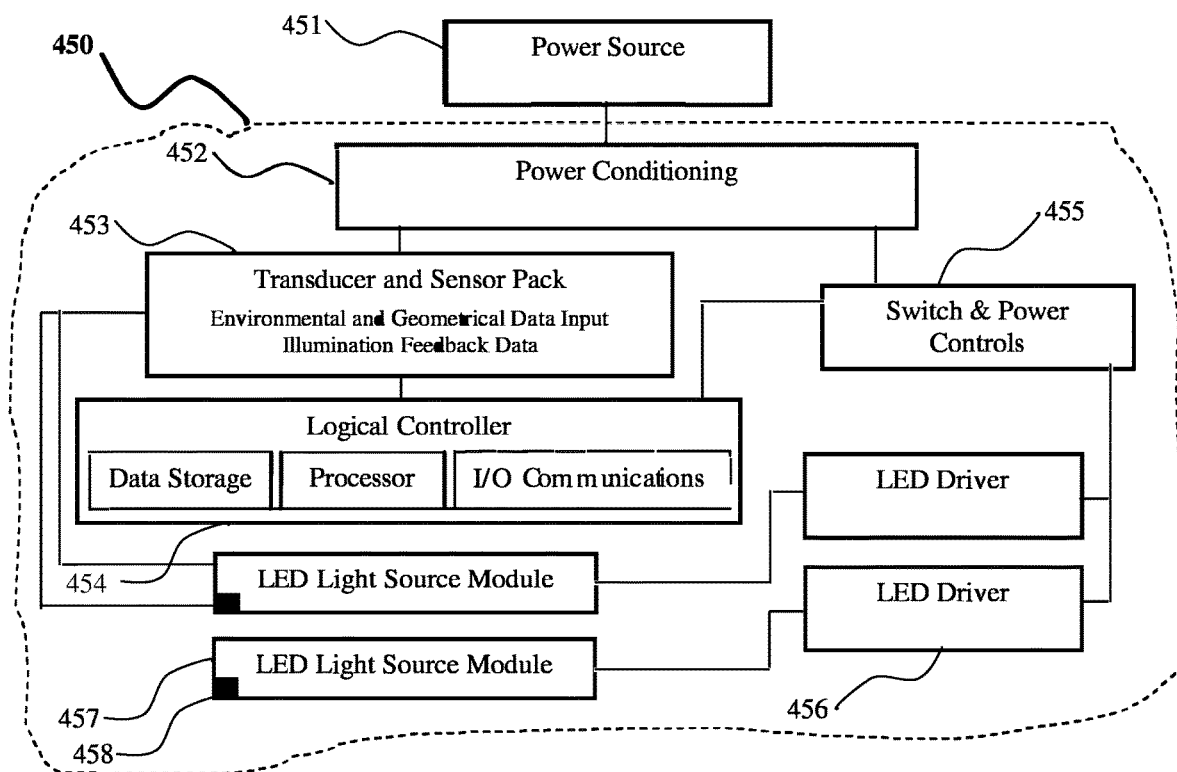 451
Power Source
450
452
Power Conditioning
453
455
Transducer and Sensor Pack
Environmental and Geometrical Data Input
Illumination Feedback Data
Switch & Power
Controls
Logical Controller
Data Storage
Processor
I/O Communications
LED Driver
454
LED Light Source Module
LED Driver
LED Light Source Module
457
458
456